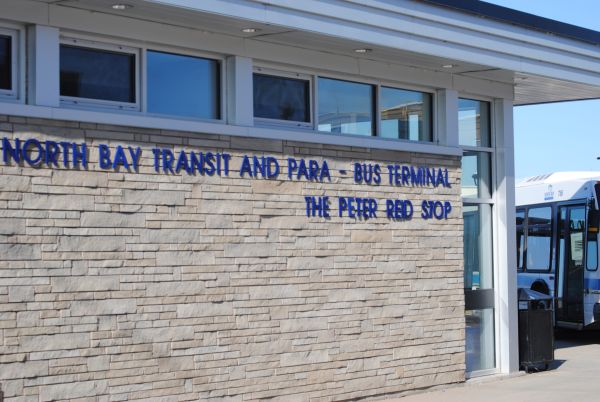 NORTH BAY TRANSIT AND PARA - BUS TERMINAL
THE PETER REID STOP